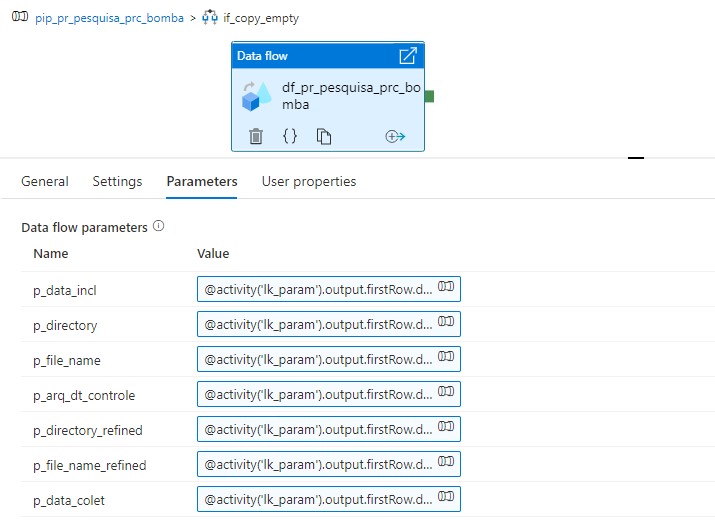 pip_pr_pesquisa_prc_bomba > if_copy_empty
Data flow
df_pr_pesquisa_prc_bo
mba
{}
General Settings Parameters User properties
Data flow parameters
Name Value
p_data_incl @activity('lk_param').output.firstRow.d...
p_directory @activity('lk_param').output.firstRow.d...
p_file_name @activity('lk_param').output.firstRow.d...
p_arq_dt_controle @activity('lk_param').output.firstRow.d...
p_directory_refined @activity('lk_param').output.firstRow.d...
p_file_name_refined @activity('lk_param').output.firstRow.d...
p_data_colet @activity('lk_param').output.firstRow.d...